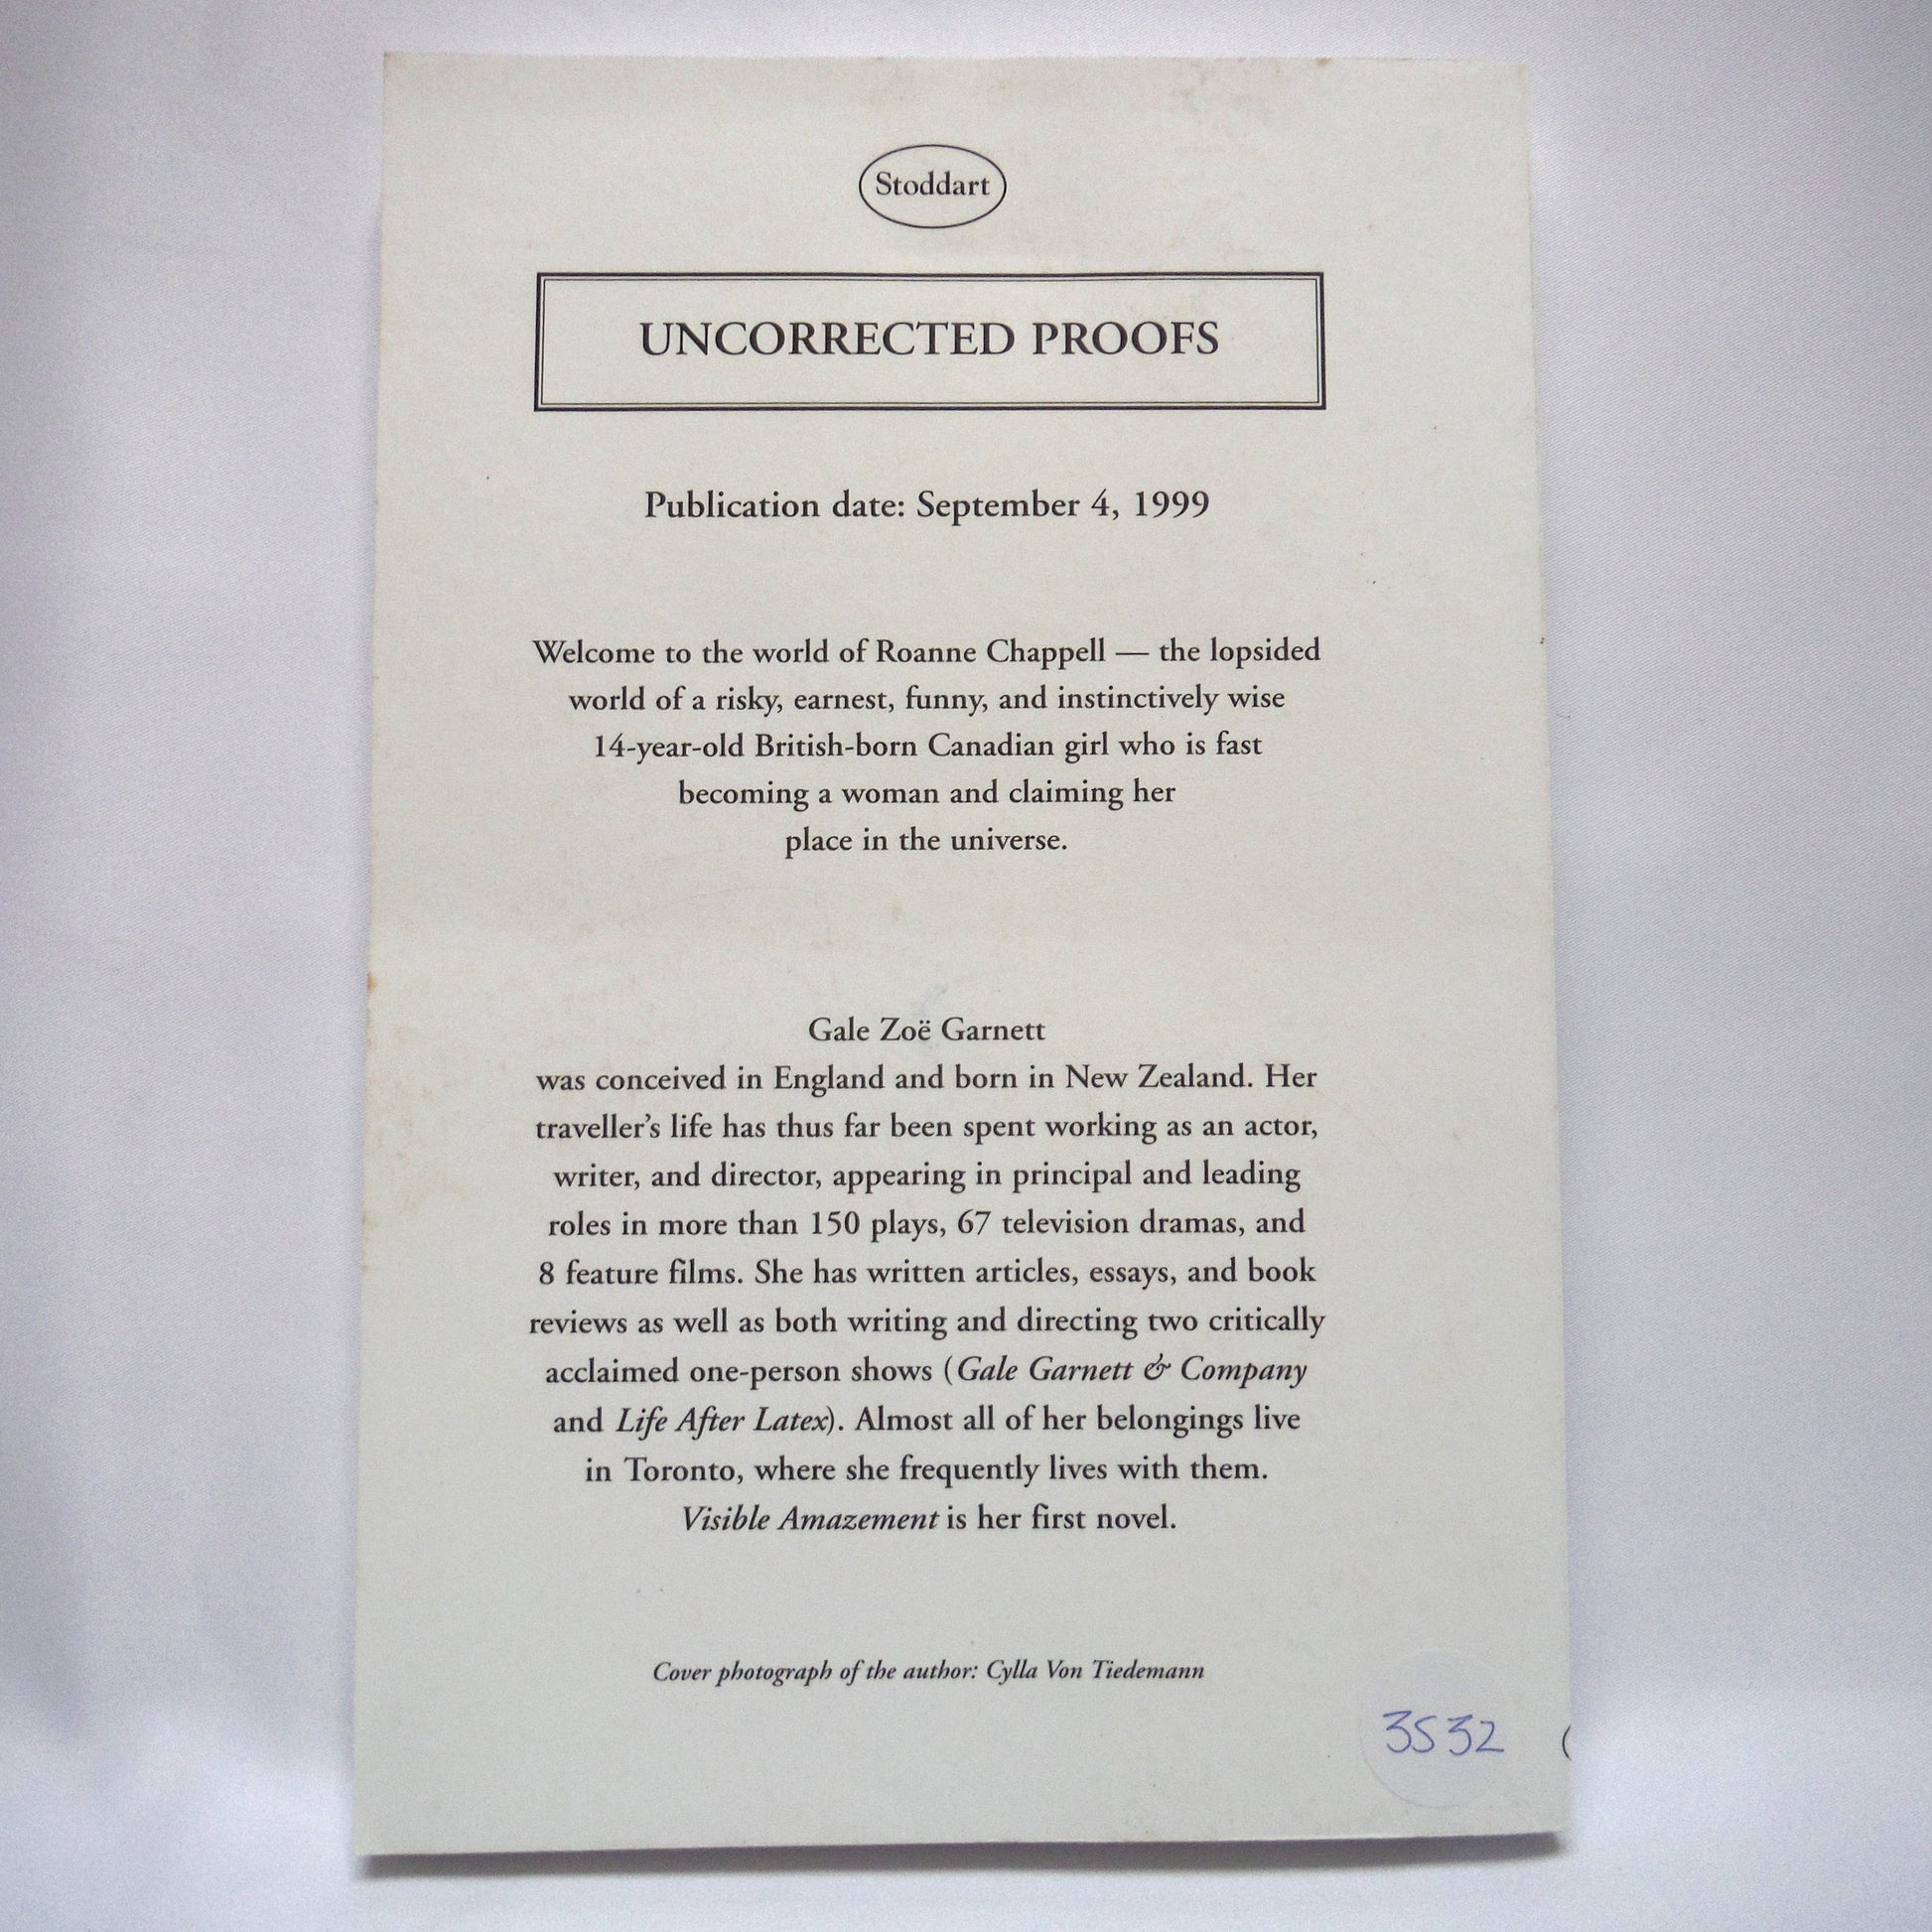 Stoddart
UNCORRECTED PROOFS
Publication date: September 4, 1999
Welcome to the world of Roanne Chappell — the lopsided
world of a risky, earnest, funny, and instinctively wise
14-year-old British-born Canadian girl who is fast
becoming a woman and claiming her
place in the universe.
Gale Zoë Garnett
was conceived in England and born in New Zealand. Her
traveller’s life has thus far been spent working as an actor,
writer, and director, appearing in principal and leading
roles in more than 150 plays, 67 television dramas, and
8 feature films. She has written articles, essays, and book
reviews as well as both writing and directing two critically
acclaimed one-person shows (Gale Garnett & Company
and Life After Latex). Almost all of her belongings live
in Toronto, where she frequently lives with them.
Visible Amazement is her first novel.
Cover photograph of the author: Cylla Von Tiedemann
3532